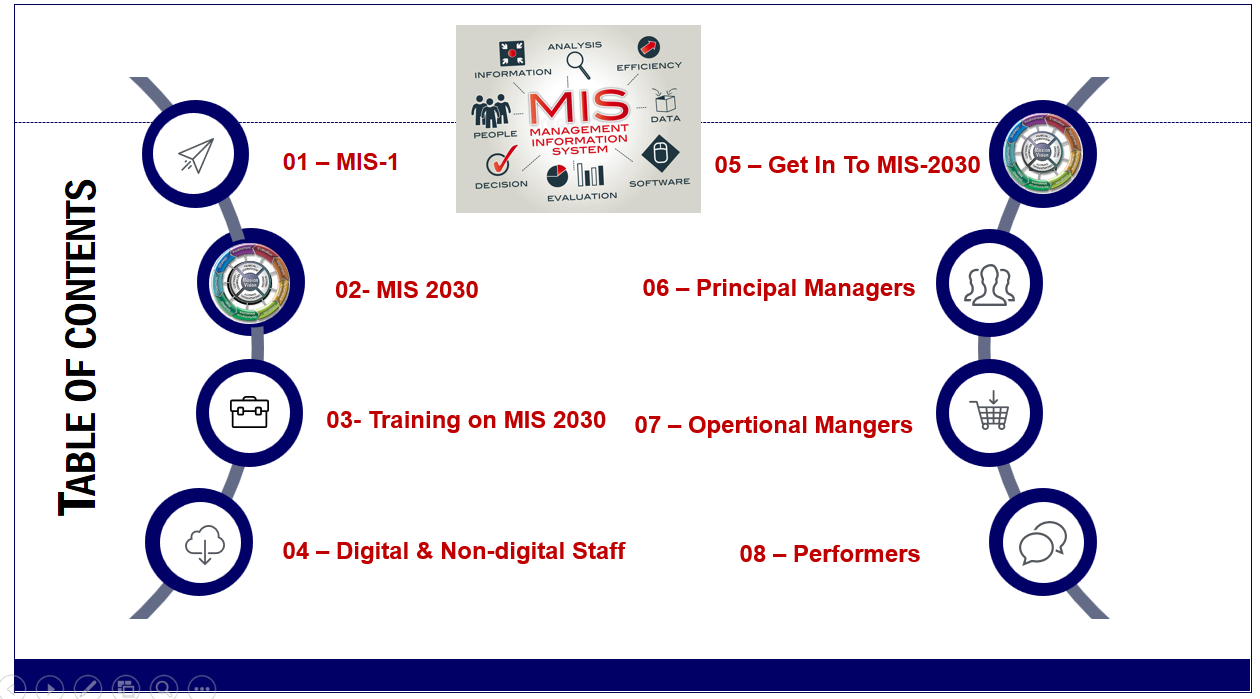 TABLE OF CONTENTS
01 – MIS-1
02- MIS 2030
03- Training on MIS 2030
04 – Digital & Non-digital Staff
ANALYSIS
INFORMATION
EFFICIENCY
MIS
PEOPLE
DATA
MANAGEMENT
INFORMATION
SYSTEM
DECISION
SOFTWARE
EVALUATION
05 – Get In To MIS-2030
06 – Principal Managers
07 – Opertional Mangers
08 – Performers